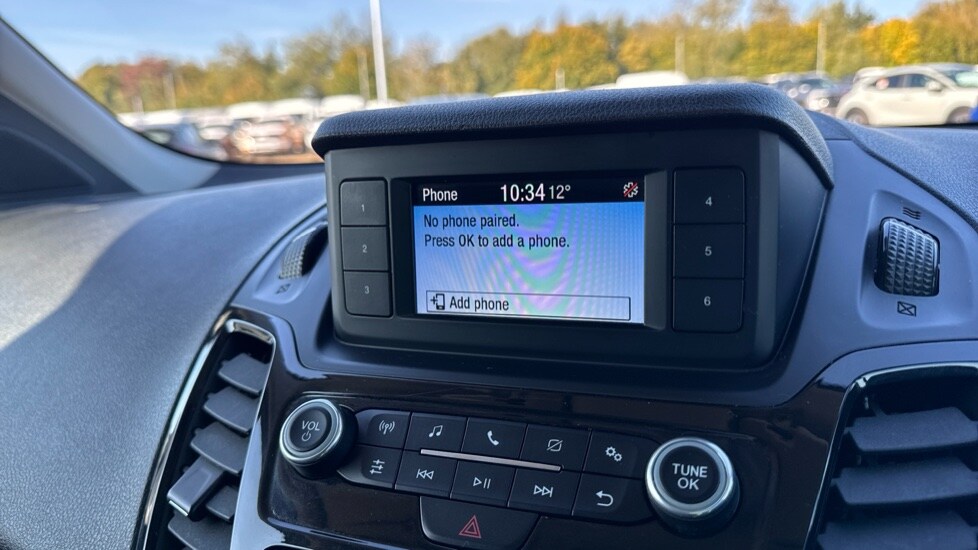 Phone 10:34 12°
No phone paired.
Press OK to add a phone.
Add phone
1
2
3
4
5
6
VOL
TUNE
OK